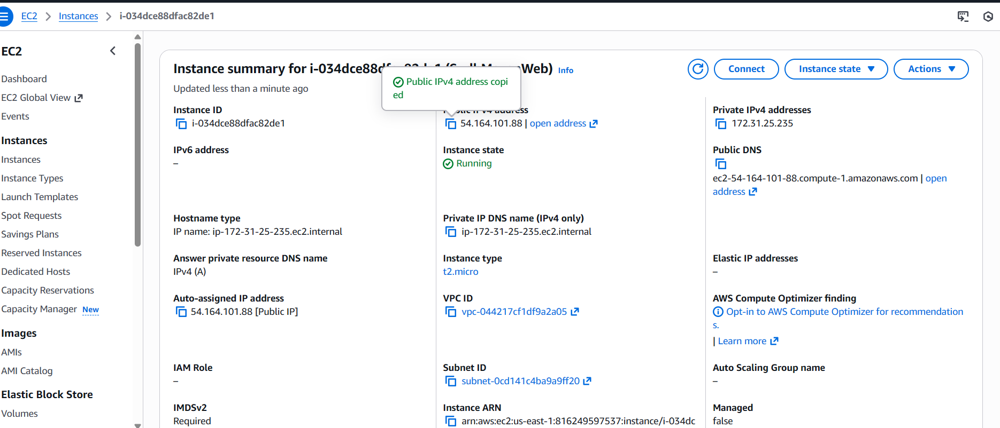 EC2 Instances i-034dce88dfac82de1
EC2
Dashboard
EC2 Global View
Events
Instances
Instances
Instance Types
Launch Templates
Spot Requests
Savings Plans
Reserved Instances
Dedicated Hosts
Capacity Reservations
Capacity Manager New
Images
AMIs
AMI Catalog
Elastic Block Store
Volumes
Instance summary for i-034dce88df Web) Info
Updated less than a minute ago
Public IPv4 address copi
ed
Connect
Instance state
Actions
Instance ID
i-034dce88dfac82de1
Public IPv4 address
54.164.101.88 | open address
Private IPv4 addresses
172.31.25.235
IPv6 address
–
Instance state
Running
Public DNS
ec2-54-164-101-88.compute-1.amazonaws.com | open
address
Hostname type
IP name: ip-172-31-25-235.ec2.internal
Private IP DNS name (IPv4 only)
ip-172-31-25-235.ec2.internal
Answer private resource DNS name
IPv4 (A)
Instance type
t2.micro
Elastic IP addresses
–
Auto-assigned IP address
54.164.101.88 [Public IP]
VPC ID
vpc-044217cf1df9a2a05
AWS Compute Optimizer finding
Opt-in to AWS Compute Optimizer for recommendation
s.
| Learn more
IAM Role
–
Subnet ID
subnet-0cd141c4ba9a9ff20
Auto Scaling Group name
–
IMDSv2
Required
Instance ARN
arn:aws:ec2:us-east-1:816249597537:instance/i-034dc
Managed
false